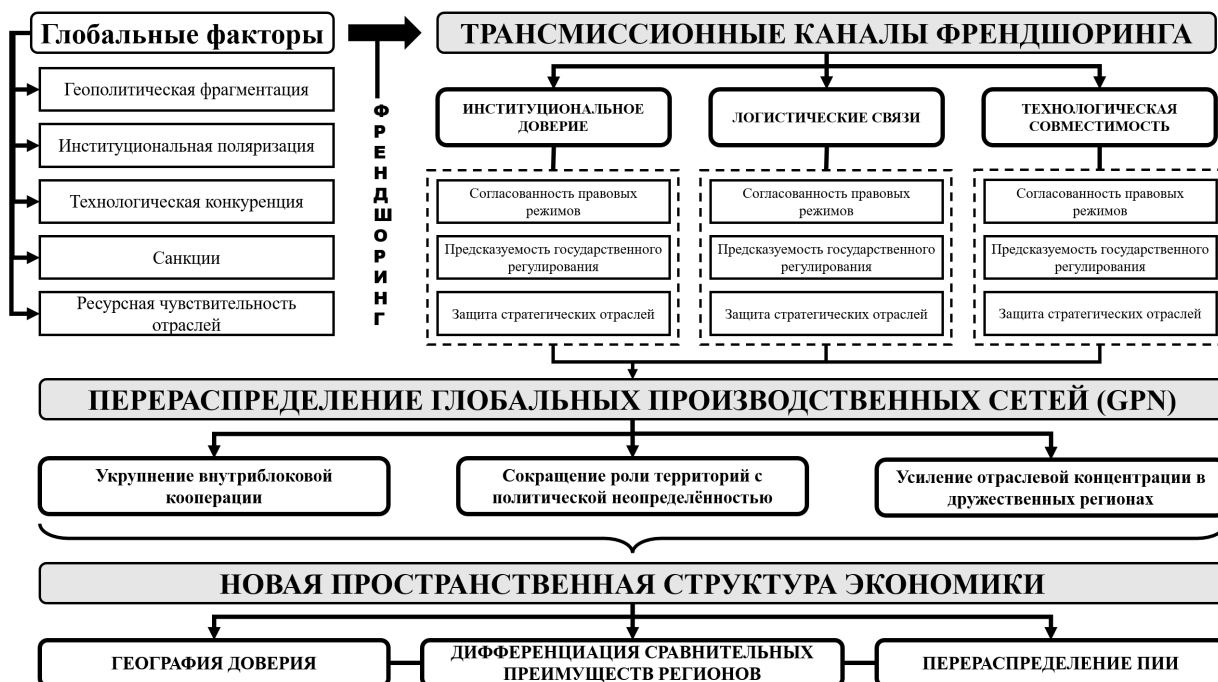 Глобальные факторы
Геополитическая фрагментация
Институциональная поляризация
Технологическая конкуренция
Санкции
Ресурсная чувствительность
отраслей
ФРЕНДШОРИНГ
ТРАНСМИССИОННЫЕ КАНАЛЫ ФРЕНДШОРИНГА
ИНСТИТУЦИОНАЛЬНОЕ
ДОВЕРИЕ
Согласованность правовых
режимов
Предсказуемость государственного
регулирования
Защита стратегических отраслей
ЛОГИСТИЧЕСКИЕ СВЯЗИ
Согласованность правовых
режимов
Предсказуемость государственного
регулирования
Защита стратегических отраслей
ТЕХНОЛОГИЧЕСКАЯ
СОВМЕСТИМОСТЬ
Согласованность правовых
режимов
Предсказуемость государственного
регулирования
Защита стратегических отраслей
ПЕРЕРАСПРЕДЕЛЕНИЕ ГЛОБАЛЬНЫХ ПРОИЗВОДСТВЕННЫХ СЕТЕЙ (GPN)
Укрупнение внутриблоковой
кооперации
Сокращение роли территорий с
политической неопределённостью
Усиление отраслевой концентрации в
дружественных регионах
НОВАЯ ПРОСТРАНСТВЕННАЯ СТРУКТУРА ЭКОНОМИКИ
ГЕОГРАФИЯ ДОВЕРИЯ
ДИФФЕРЕНЦИАЦИЯ СРАВНИТЕЛЬНЫХ
ПРЕИМУЩЕСТВ РЕГИОНОВ
ПЕРЕРАСПРЕДЕЛЕНИЕ ПИИ